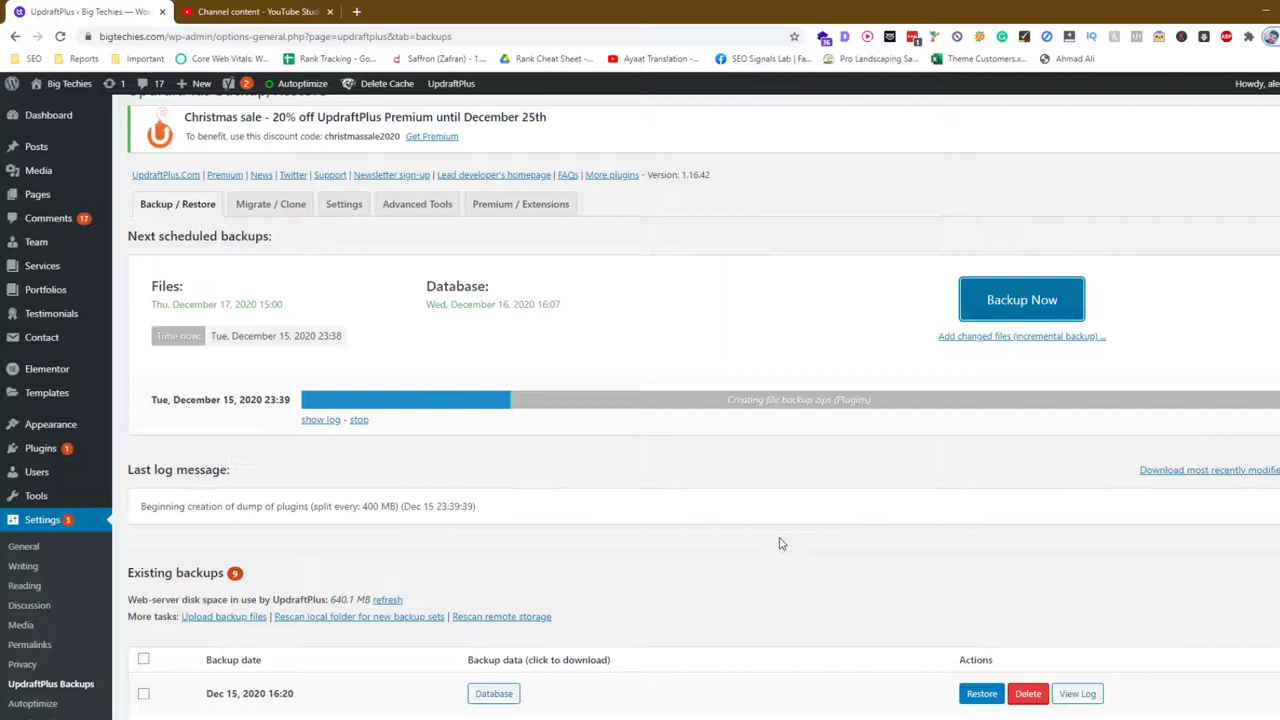 UpdraftPlus ‹ Big Techies — Wo
Channel content - YouTube Stud
bigtechies.com/wp-admin/options-general.php?page=updraftplus&tab=backups
36
1
SEO
Reports
Important
Core Web Vitals: W...
Rank Tracking - Go...
Saffron (Zafran) - 1....
Rank Cheat Sheet -...
Ayaat Translation -...
SEO Signals Lab | Fa...
Pro Landscaping Sa...
Theme Customers.x...
Ahmad Ali
Big Techies
1
17
New
2
Autoptimize
Delete Cache
UpdraftPlus
Howdy, ale
Christmas sale - 20% off UpdraftPlus Premium until December 25th
To benefit, use this discount code: christmassale2020 Get Premium
UpdraftPlus.Com | Premium | News | Twitter | Support | Newsletter sign-up | Lead developer's homepage | FAQs | More plugins - Version: 1.16.42
Backup / Restore
Migrate / Clone
Settings
Advanced Tools
Premium / Extensions
Next scheduled backups:
Files:
Thu, December 17, 2020 15:00
Database:
Wed, December 16, 2020 16:07
Time now: Tue, December 15, 2020 23:38
Backup Now
Add changed files (incremental backup) ...
Tue, December 15, 2020 23:39
Creating file backup zips (Plugins)
show log - stop
Last log message:
Download most recently modifie
Beginning creation of dump of plugins (split every: 400 MB) (Dec 15 23:39:39)
Existing backups 9
Web-server disk space in use by UpdraftPlus: 640.1 MB refresh
More tasks: Upload backup files | Rescan local folder for new backup sets | Rescan remote storage
Backup date
Backup data (click to download)
Actions
Dec 15, 2020 16:20
Database
Restore
Delete
View Log
Dashboard
Posts
Media
Pages
Comments 17
Team
Services
Portfolios
Testimonials
Contact
Elementor
Templates
Appearance
Plugins 1
Users
Tools
Settings 3
General
Writing
Reading
Discussion
Media
Permalinks
Privacy
UpdraftPlus Backups
Autoptimize